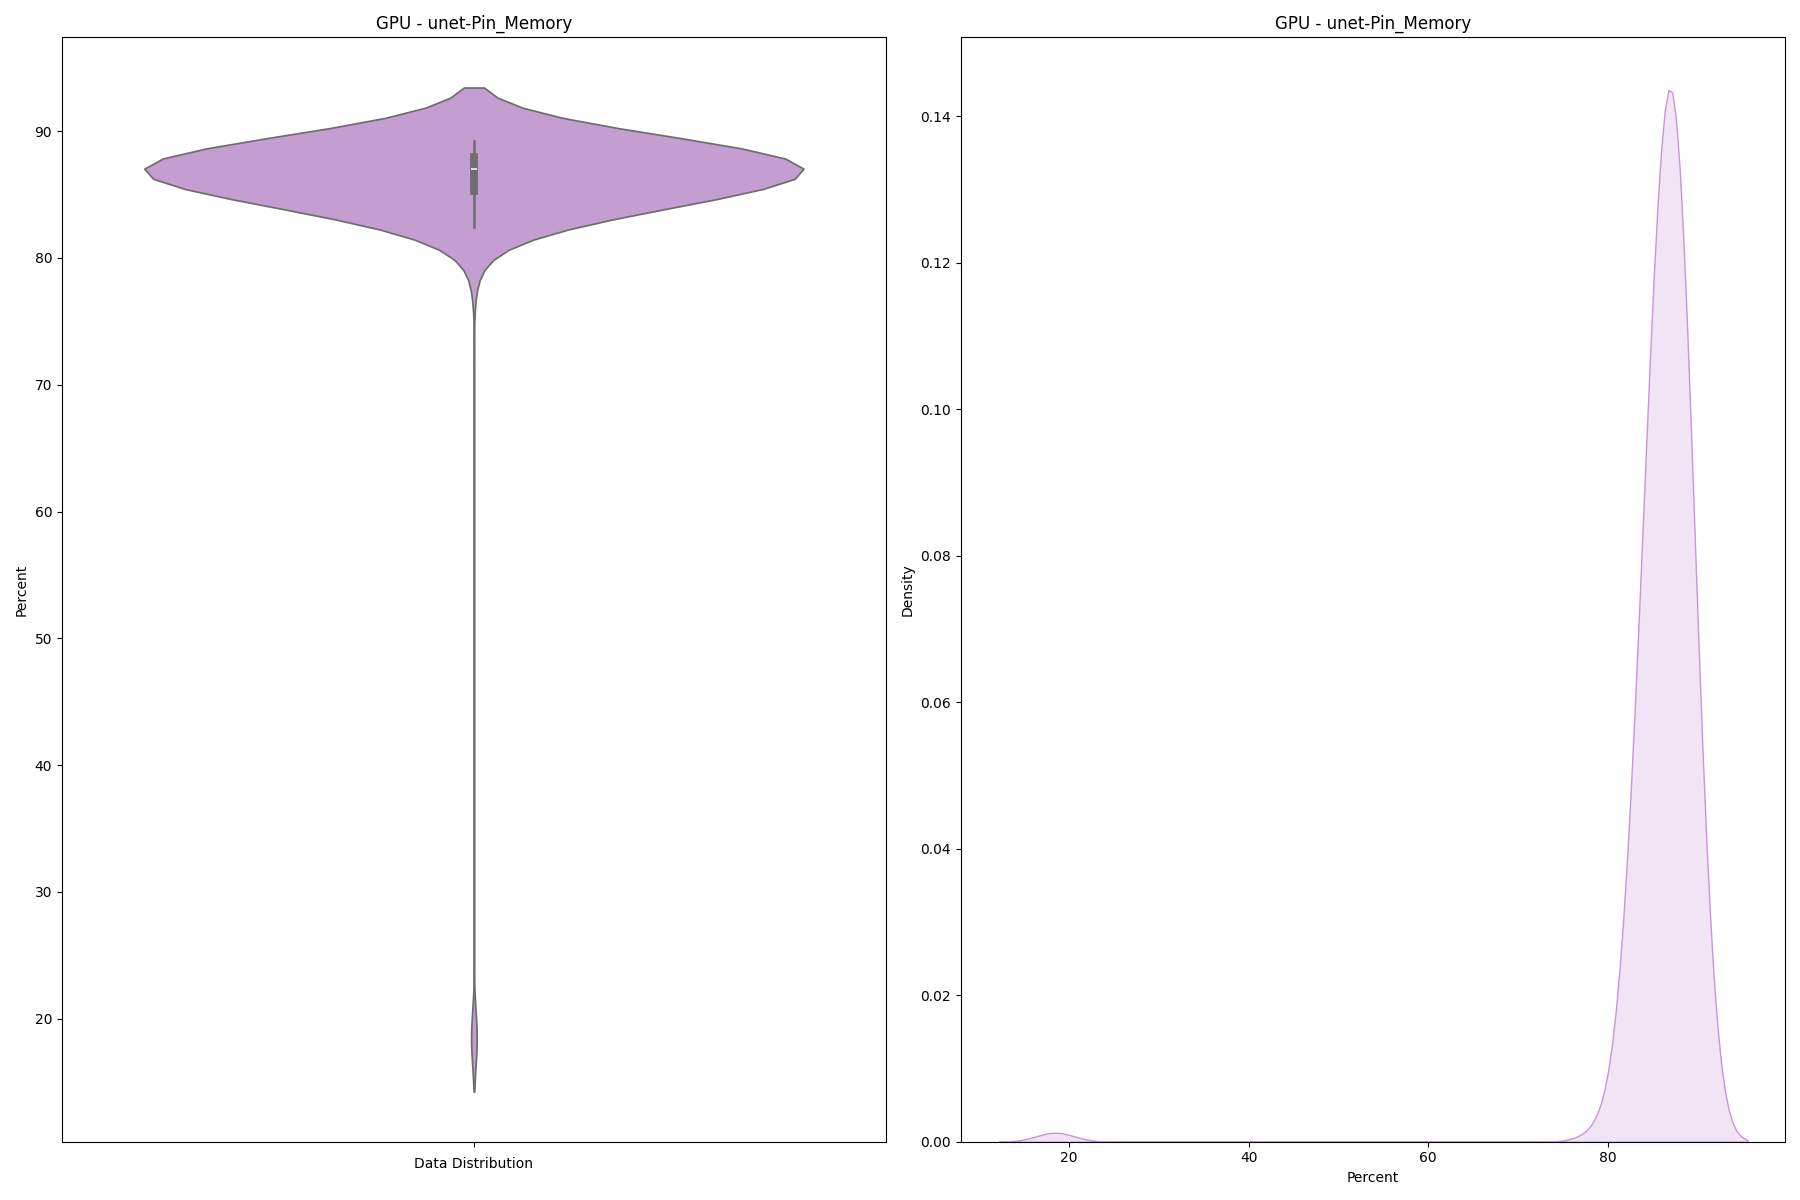 GPU - unet-Pin_Memory
90
80
70
60
50
40
30
20
Percent
Data Distribution
GPU - unet-Pin_Memory
0.14
0.12
0.10
0.08
0.06
0.04
0.02
0.00
Density
20 40 60 80
Percent